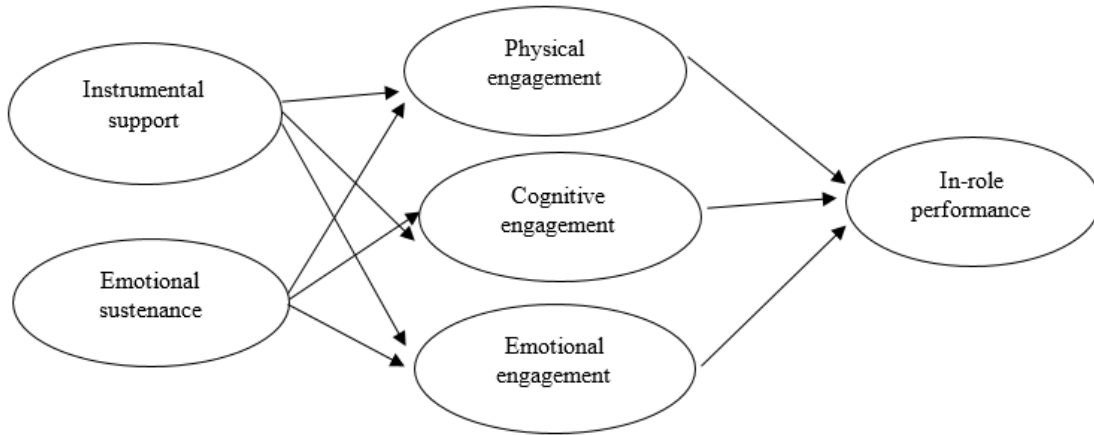 Instrumental
support
Emotional
sustenance
Physical
engagement
Cognitive
engagement
Emotional
engagement
In-role
performance